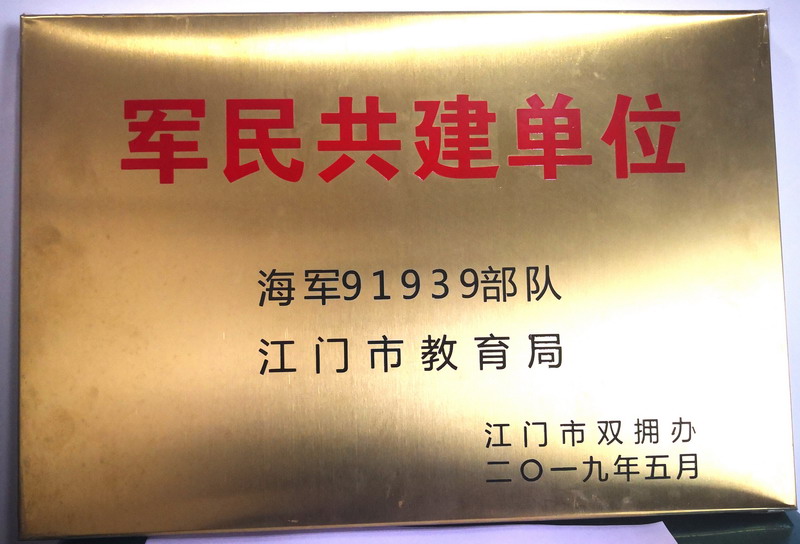 军民共建单位
海军91939部队
江门市教育局
江门市双拥办
二〇一九年五月